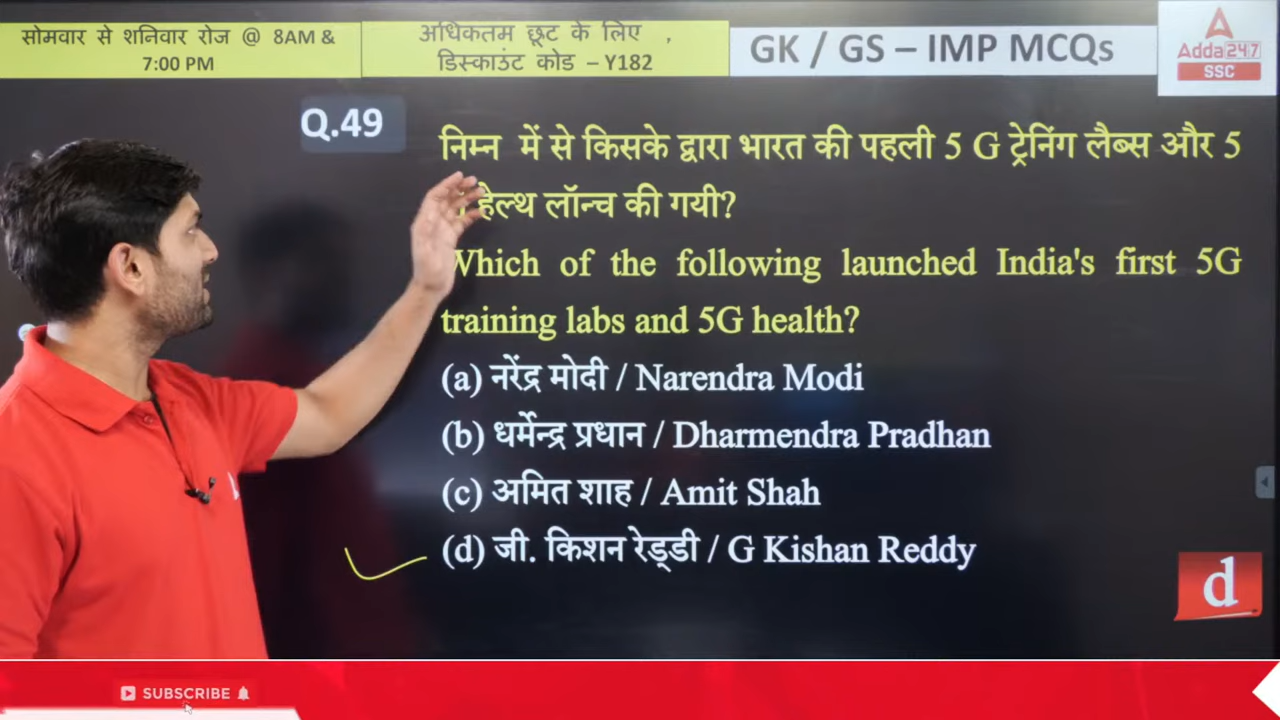 सोमवार से शनिवार रोज @ 8AM &
7:00 PM
अधिकतम छूट के लिए ,
डिस्काउंट कोड – Y182
GK / GS – IMP MCQs
Adda247
SSC
Q.49
निम्न में से किसके द्वारा भारत की पहली 5 G ट्रेनिंग लैब्स और 5
हेल्थ लॉन्च की गयी?
Which of the following launched India's first 5G
training labs and 5G health?
(a) नरेंद्र मोदी / Narendra Modi
(b) धर्मेन्द्र प्रधान / Dharmendra Pradhan
(c) अमित शाह / Amit Shah
(d) जी. किशन रेड्डी / G Kishan Reddy
d
SUBSCRIBE